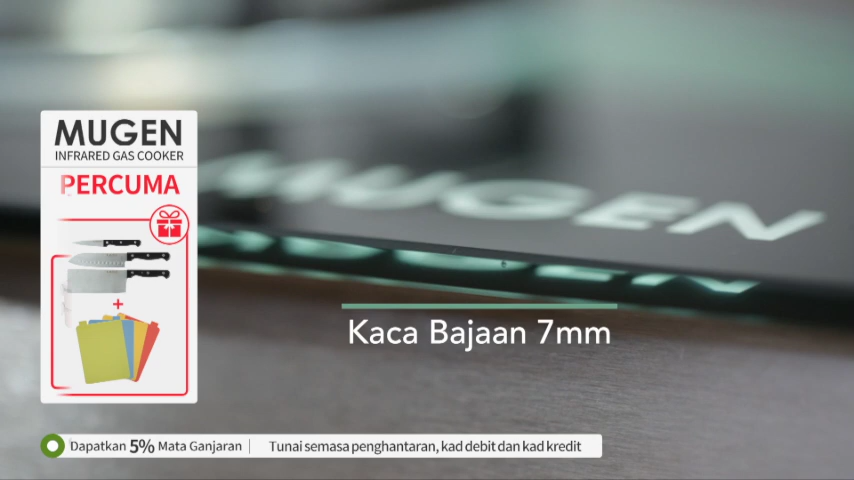 MUGEN
INFRARED GAS COOKER
PERCUMA
+
MUGEN
Kaca Bajaan 7mm
Dapatkan 5% Mata Ganjaran | Tunai semasa penghantaran, kad debit dan kad kredit